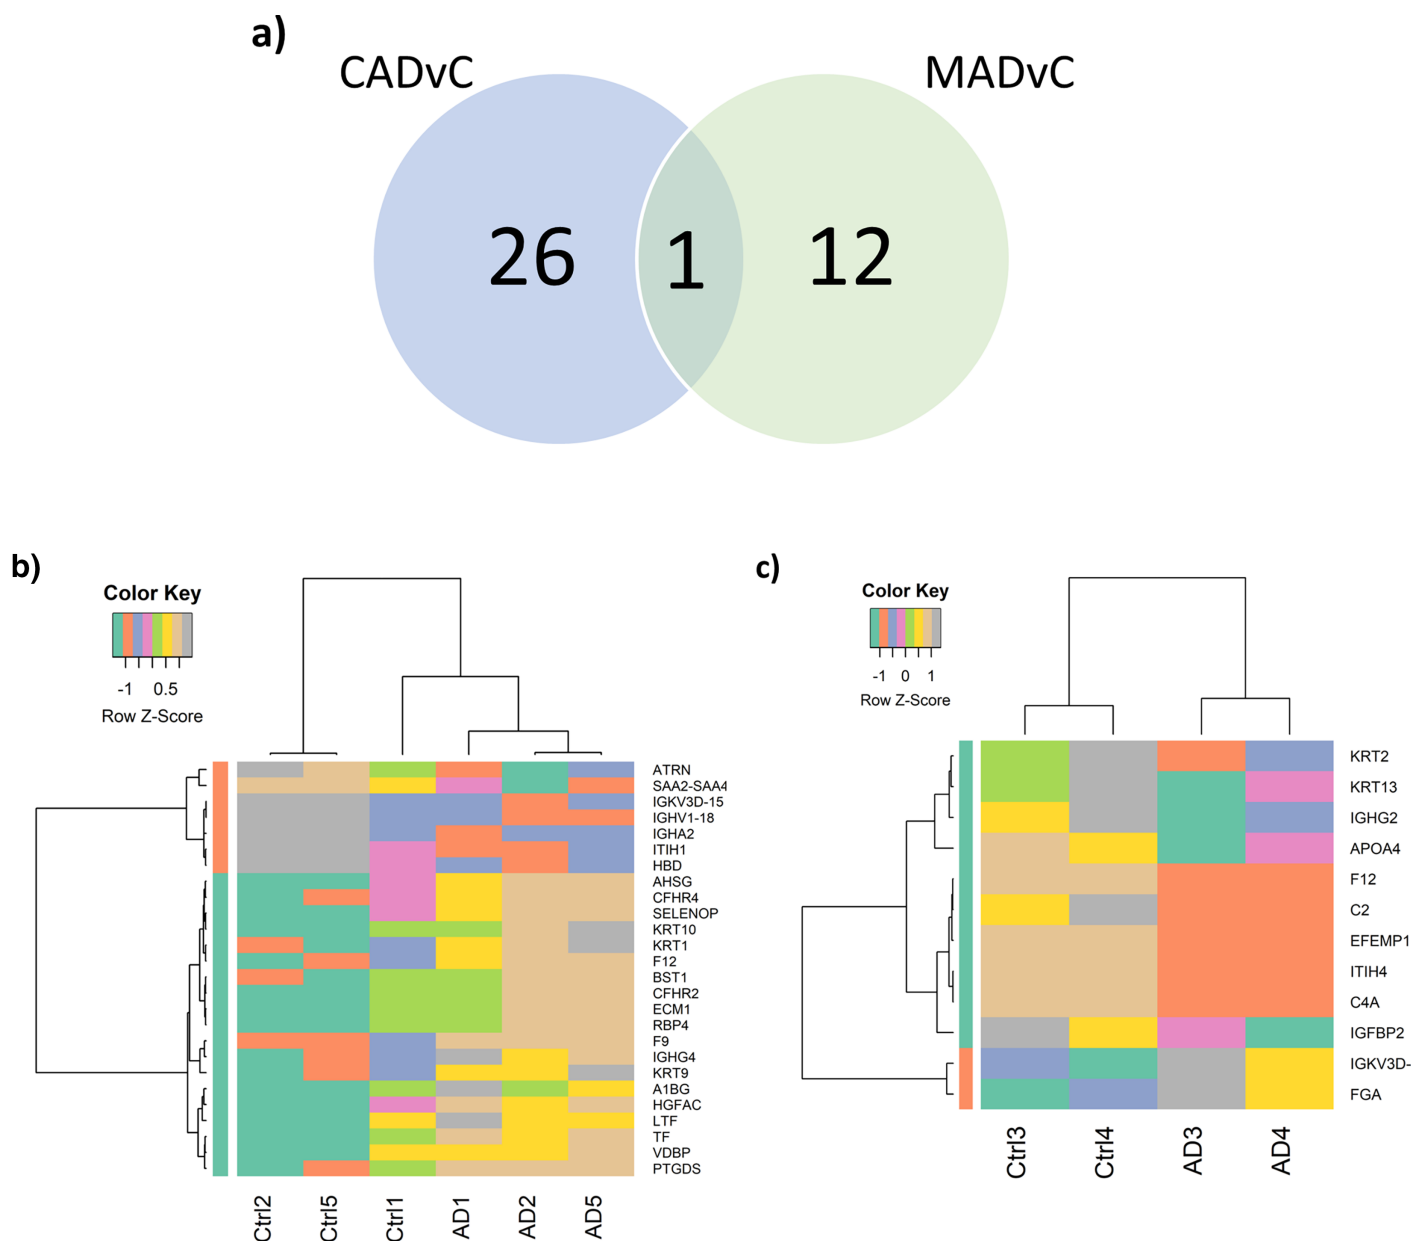 a)
CADvC MADvC
26 1 12
b)
Color Key
-1 0.5
Row Z-Score
ATRN
SAA2-SAA4
IGKV3D-15
IGHV1-18
IGHA2
ITIH1
HBD
AHSG
CFHR4
SELENOP
KRT10
KRT1
F12
BST1
CFHR2
ECM1
RBP4
F9
IGHG4
KRT9
A1BG
HGFAC
LTF
TF
VDBP
PTGDS
Ctrl2 Ctrl5 Ctrl1 AD1 AD2 AD5
c)
Color Key
-1 0 1
Row Z-Score
KRT2
KRT13
IGHG2
APOA4
F12
C2
EFEMP1
ITIH4
C4A
IGFBP2
IGKV3D-
FGA
Ctrl3 Ctrl4 AD3 AD4